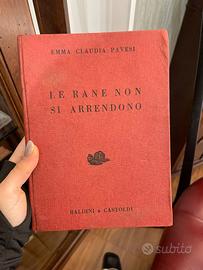 EMMA CLAUDIA PAVESI
LE RANE NON
SI ARRENDONO
BALDINI & CASTOLDI
subito